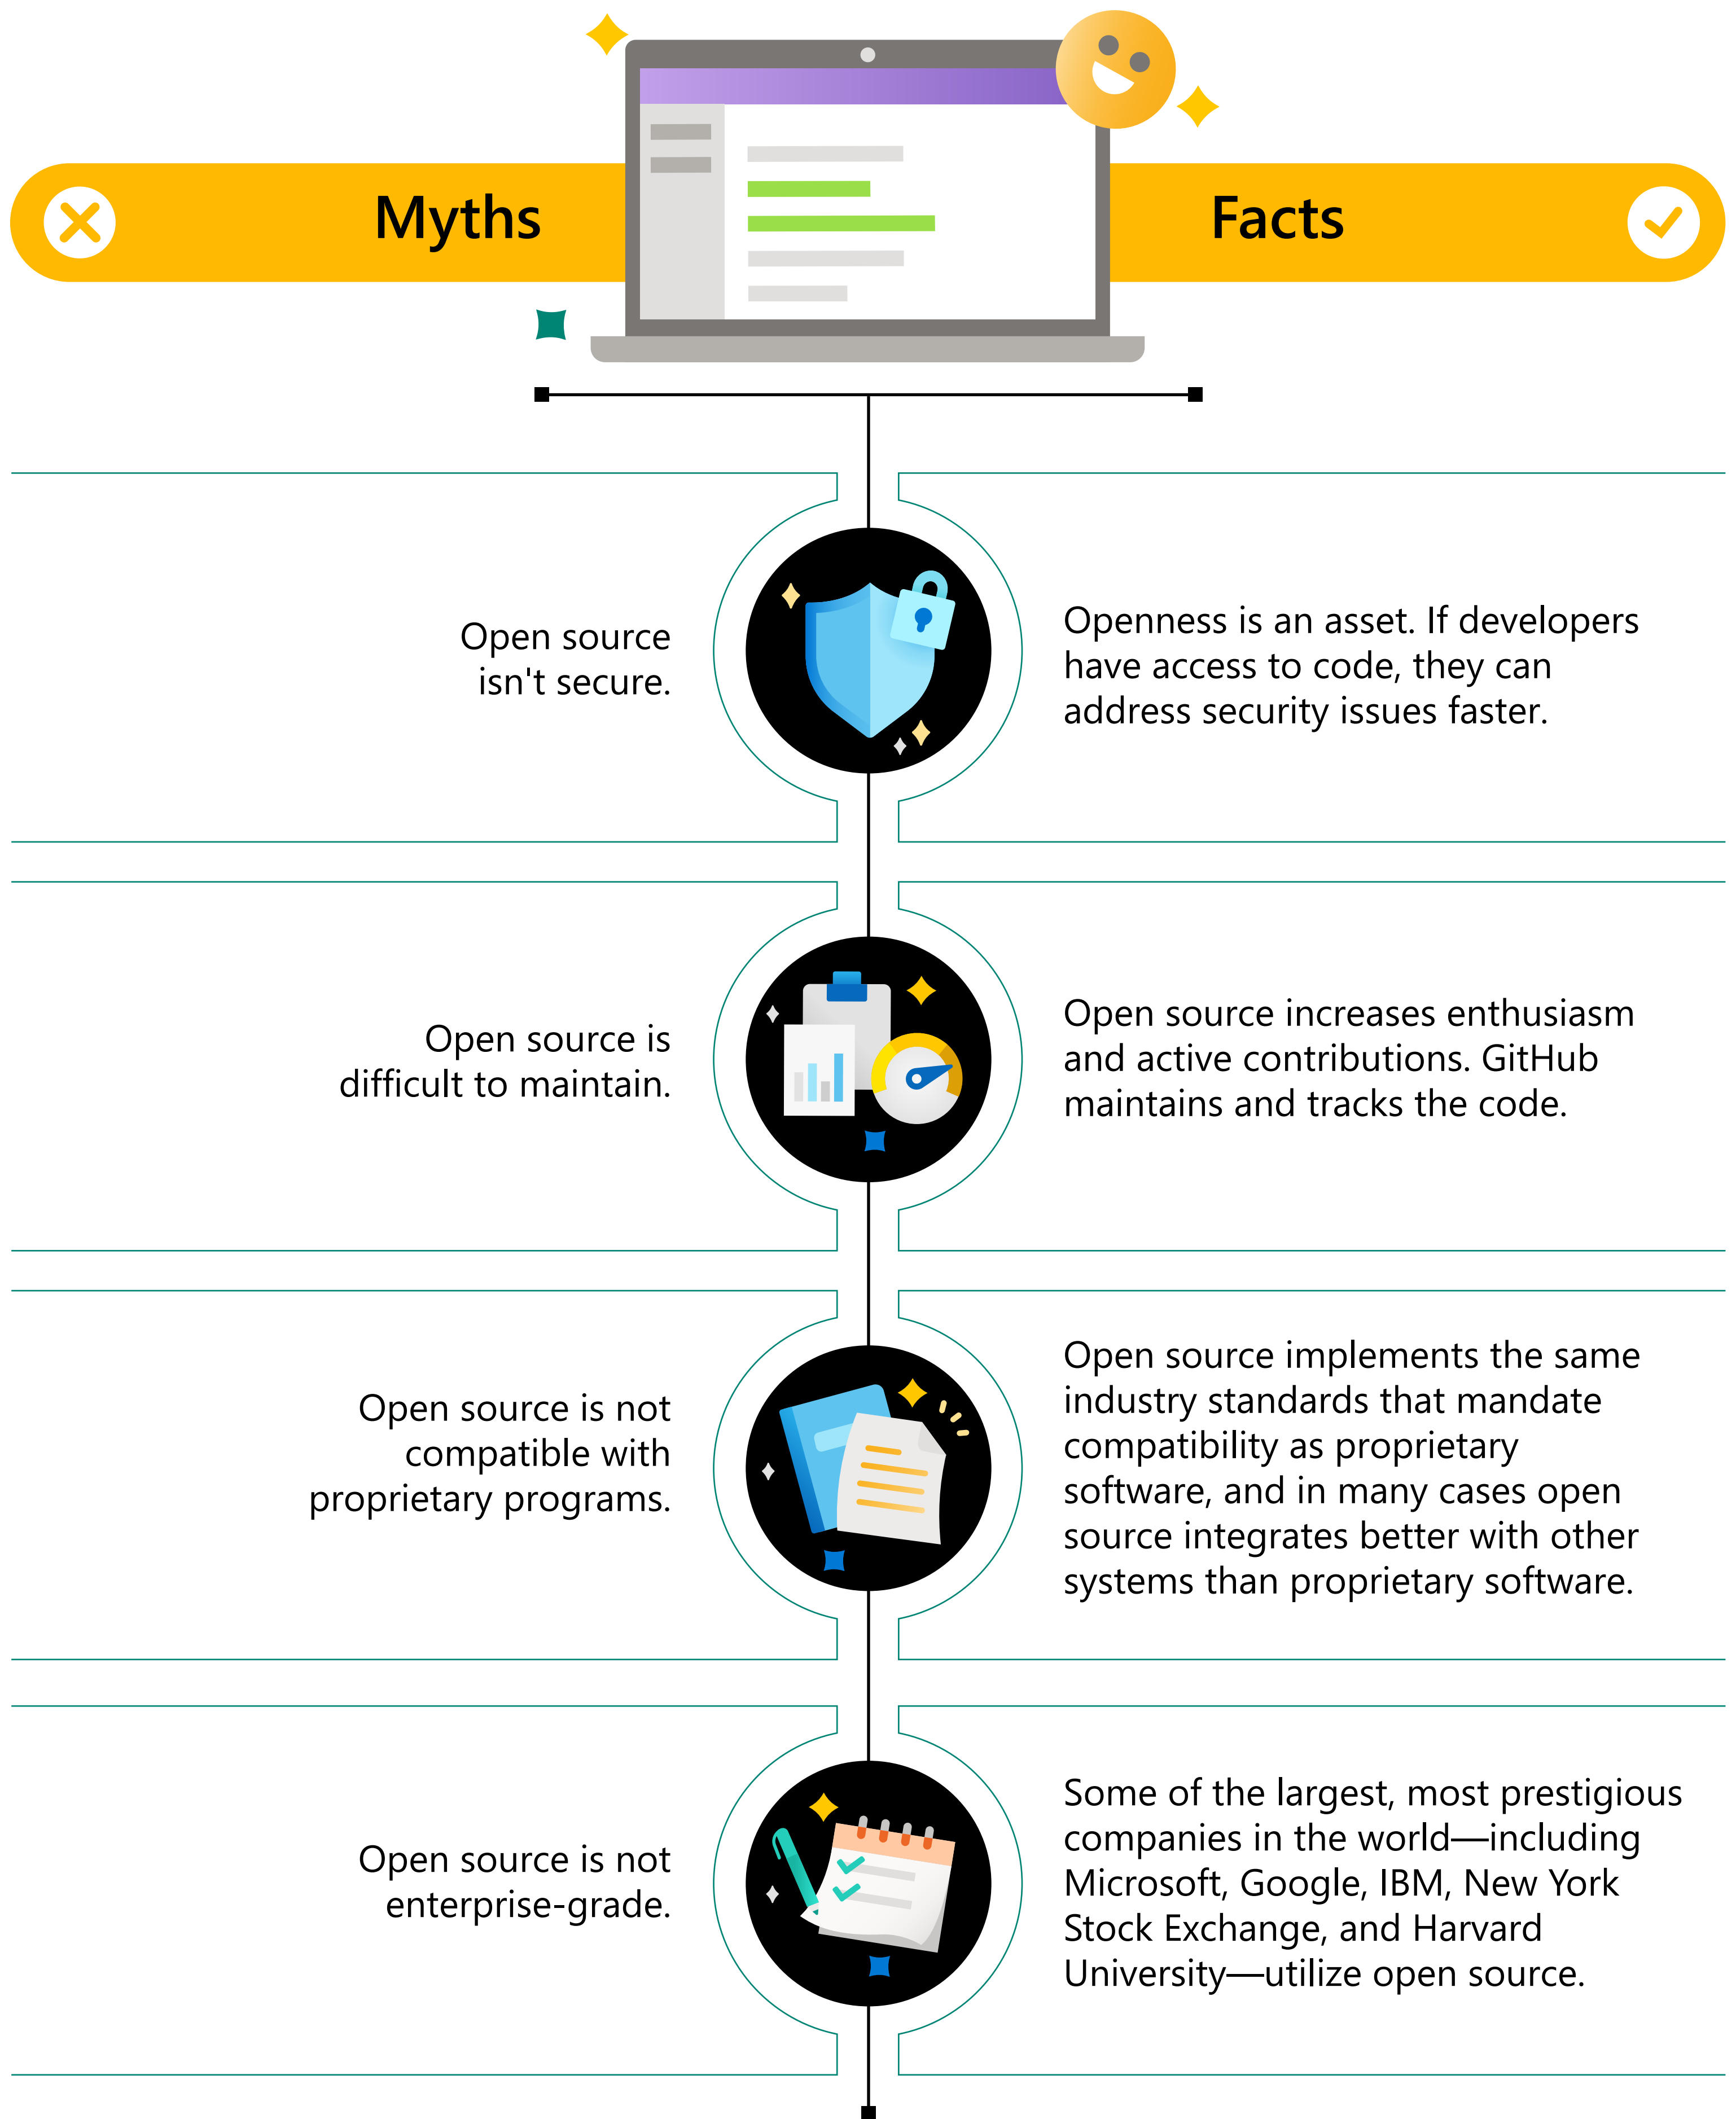 Myths
Facts
Open source
isn't secure.
Openness is an asset. If developers
have access to code, they can
address security issues faster.
Open source is
difficult to maintain.
Open source increases enthusiasm
and active contributions. GitHub
maintains and tracks the code.
Open source is not
compatible with
proprietary programs.
Open source implements the same
industry standards that mandate
compatibility as proprietary
software, and in many cases open
source integrates better with other
systems than proprietary software.
Open source is not
enterprise-grade.
Some of the largest, most prestigious
companies in the world—including
Microsoft, Google, IBM, New York
Stock Exchange, and Harvard
University—utilize open source.